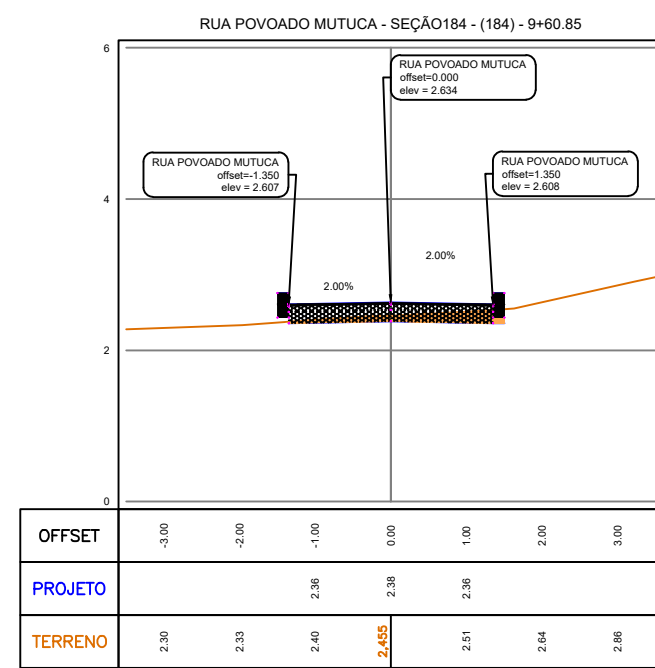 RUA POVOADO MUTUCA - SEÇÃO184 - (184) - 9+60.85
6
RUA POVOADO MUTUCA
offset=0.000
elev = 2.634
RUA POVOADO MUTUCA
offset=-1.350
elev = 2.607
RUA POVOADO MUTUCA
offset=1.350
elev = 2.608
4
2.00%
2.00%
2
0
OFFSET -3.00 -2.00 -1.00 0.00 1.00 2.00 3.00
PROJETO 2.36 2.38 2.36
TERRENO 2.30 2.33 2.40 2,455 2.51 2.64 2.86